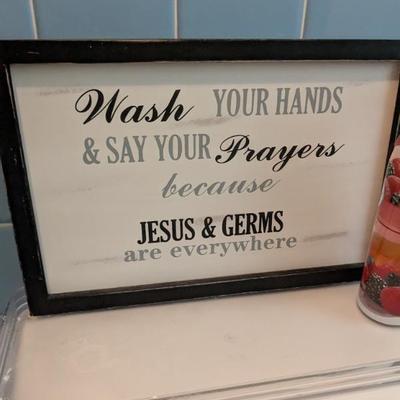 Wash YOUR HANDS
& SAY YOUR Prayers
because
JESUS & GERMS
are everywhere